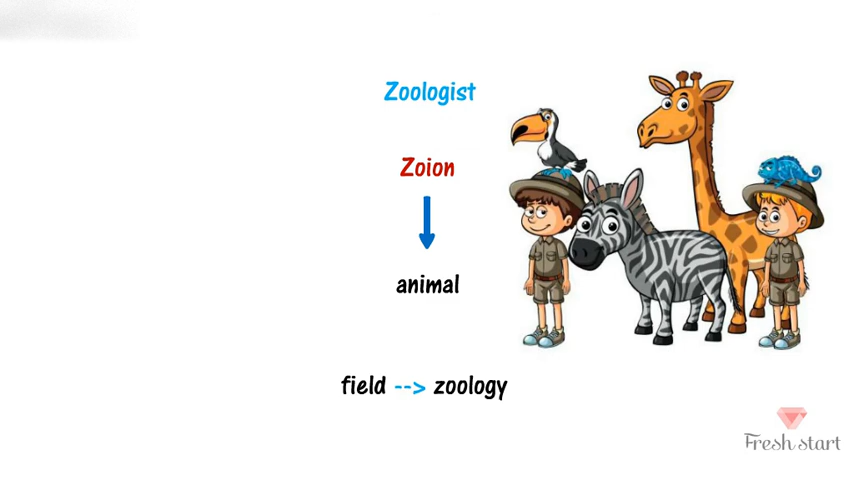 Zoologist
Zoion
animal
field --> zoology
Fresh start